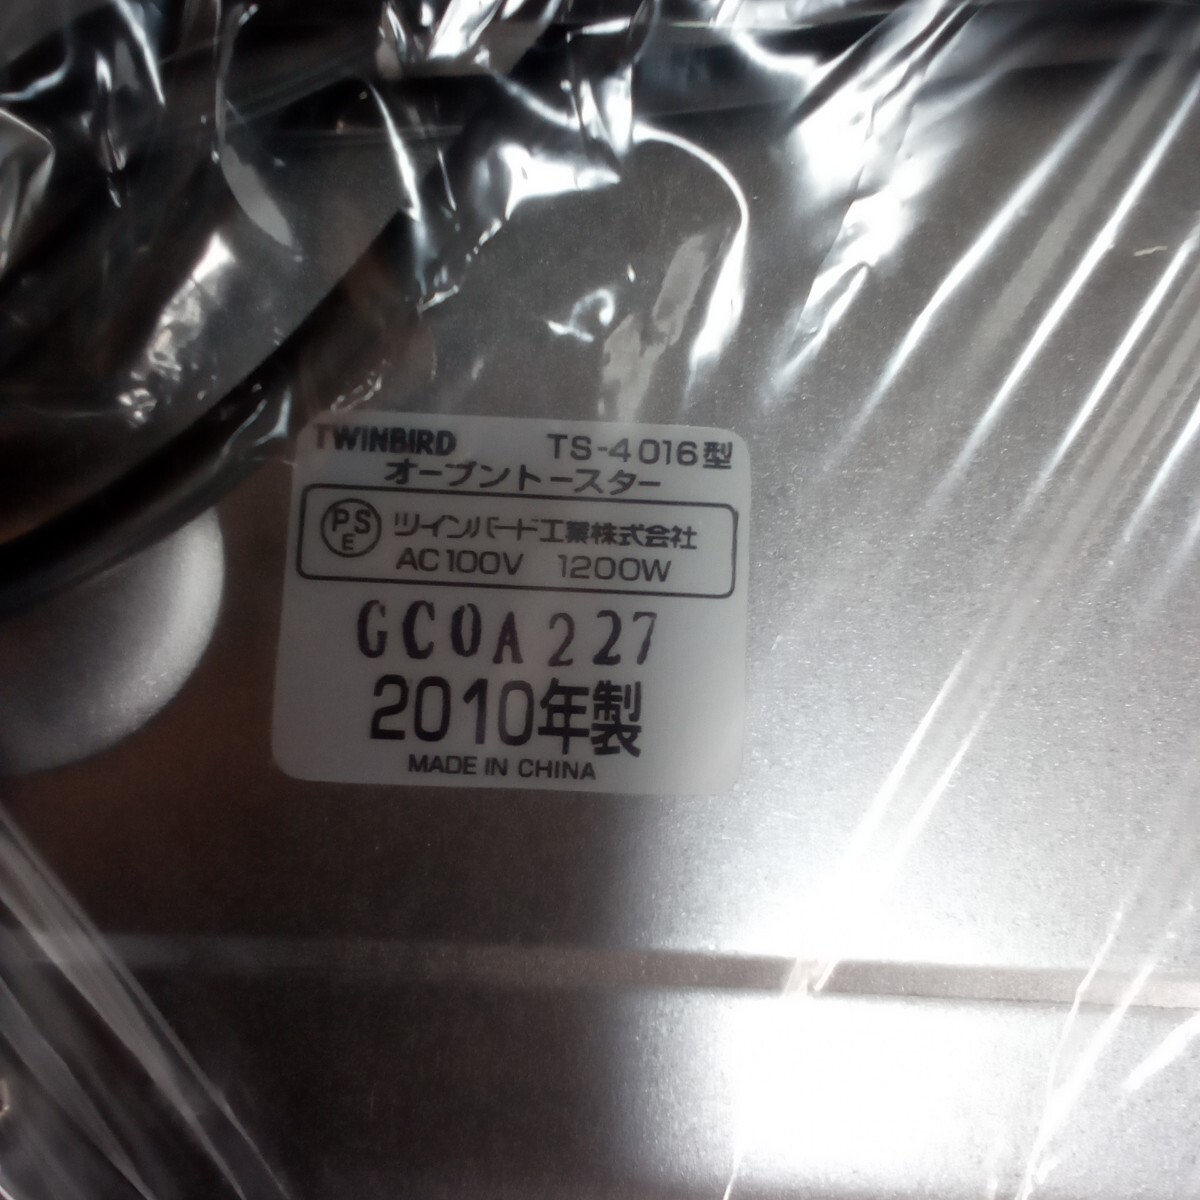 TWINBIRD TS-4016型
オーブントースター
PSE ツインバード工業株式会社
AC100V 1200W
GC0A227
2010年製
MADE IN CHINA